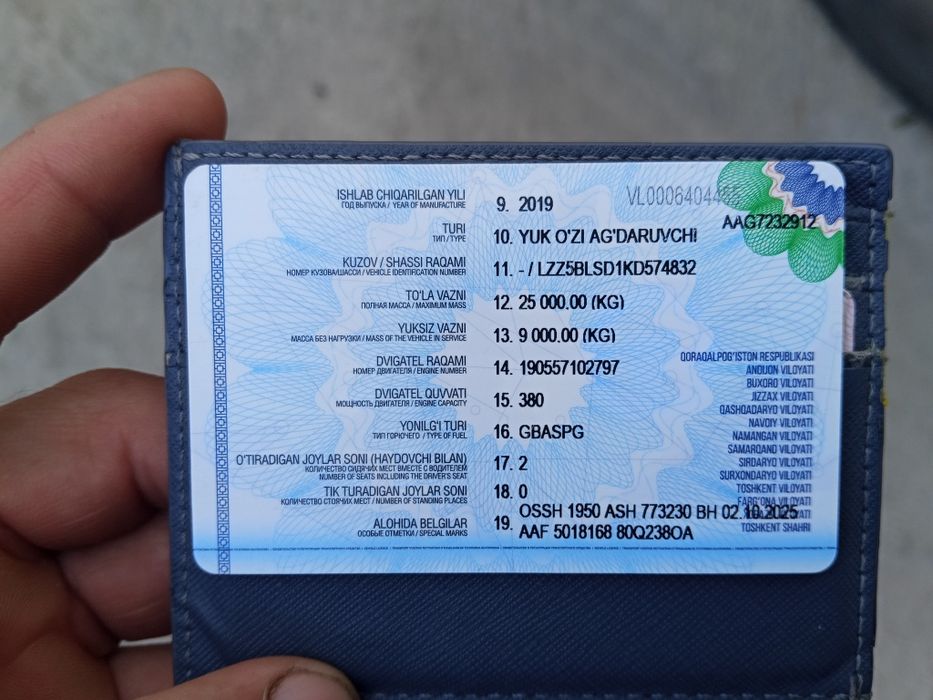 VL0006404455
AAG7232912
ISHLAB CHIQARILGAN YILI
ГОД ВЫПУСКА / YEAR OF MANUFACTURE
9. 2019
TURI
ТИП / TYPE
10. YUK O'ZI AG'DARUVCHI
KUZOV / SHASSI RAQAMI
НОМЕР КУЗОВА/ШАССИ / VEHICLE IDENTIFICATION NUMBER
11. - / LZZ5BLSD1KD574832
TO'LA VAZNI
ПОЛНАЯ МАССА / MAXIMUM MASS
12. 25 000.00 (KG)
YUKSIZ VAZNI
МАССА БЕЗ НАГРУЗКИ / MASS OF THE VEHICLE IN SERVICE
13. 9 000.00 (KG)
DVIGATEL RAQAMI
НОМЕР ДВИГАТЕЛЯ / ENGINE NUMBER
14. 190557102797
DVIGATEL QUVVATI
МОЩНОСТЬ ДВИГАТЕЛЯ / ENGINE CAPACITY
15. 380
YONILG'I TURI
ТИП ГОРЮЧЕГО / TYPE OF FUEL
16. GBASPG
O'TIRADIGAN JOYLAR SONI (HAYDOVCHI BILAN)
КОЛИЧЕСТВО СИДЯЧИХ МЕСТ ВМЕСТЕ С ВОДИТЕЛЕМ
NUMBER OF SEATS INCLUDING THE DRIVER'S SEAT
17. 2
TIK TURADIGAN JOYLAR SONI
КОЛИЧЕСТВО СТОЯЧИХ МЕСТ / NUMBER OF STANDING PLACES
18. 0
ALOHIDA BELGILAR
ОСОБЫЕ ОТМЕТКИ / SPECIAL MARKS
19. OSSH 1950 ASH 773230 BH 02.10.2025
AAF 5018168 80Q238OA
QORAQALPOG'ISTON RESPUBLIKASI
ANDIJON VILOYATI
BUXORO VILOYATI
JIZZAX VILOYATI
QASHQADARYO VILOYATI
NAVOIY VILOYATI
NAMANGAN VILOYATI
SAMARQAND VILOYATI
SIRDARYO VILOYATI
SURXONDARYO VILOYATI
TOSHKENT VILOYATI
FARG'ONA VILOYATI
TOSHKENT SHAHRI